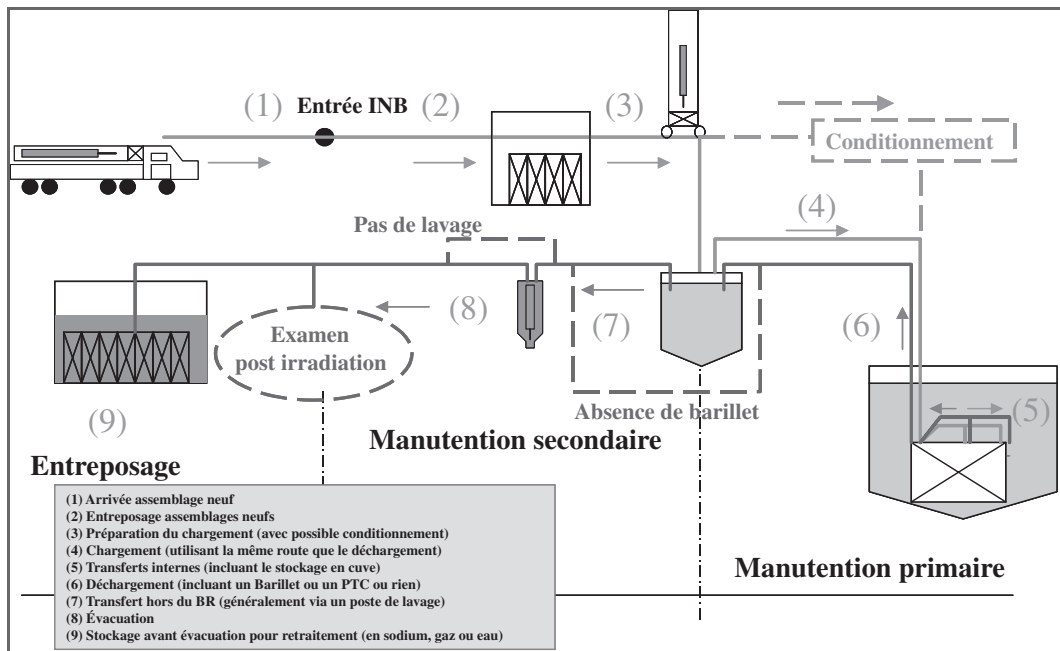 (1) Entrée INB (2) (3)
Conditionnement
(4)
Pas de lavage
(8) (7) (6)
Examen
post irradiation
(5)
Absence de barillet
(9)
Manutention secondaire
Entreposage
(1) Arrivée assemblage neuf
(2) Entreposage assemblages neufs
(3) Préparation du chargement (avec possible conditionnement)
(4) Chargement (utilisant la même route que le déchargement)
(5) Transferts internes (incluant le stockage en cuve)
(6) Déchargement (incluant un Barillet ou un PTC ou rien)
(7) Transfert hors du BR (généralement via un poste de lavage)
(8) Évacuation
(9) Stockage avant évacuation pour retraitement (en sodium, gaz ou eau)
Manutention primaire